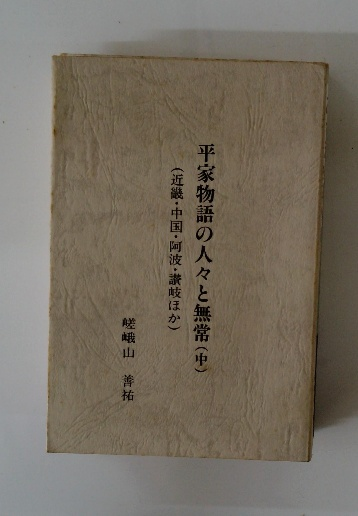 平家物語の人々と無常(中)
(近畿・中国・阿波・讃岐ほか)
嵯峨山 善祐